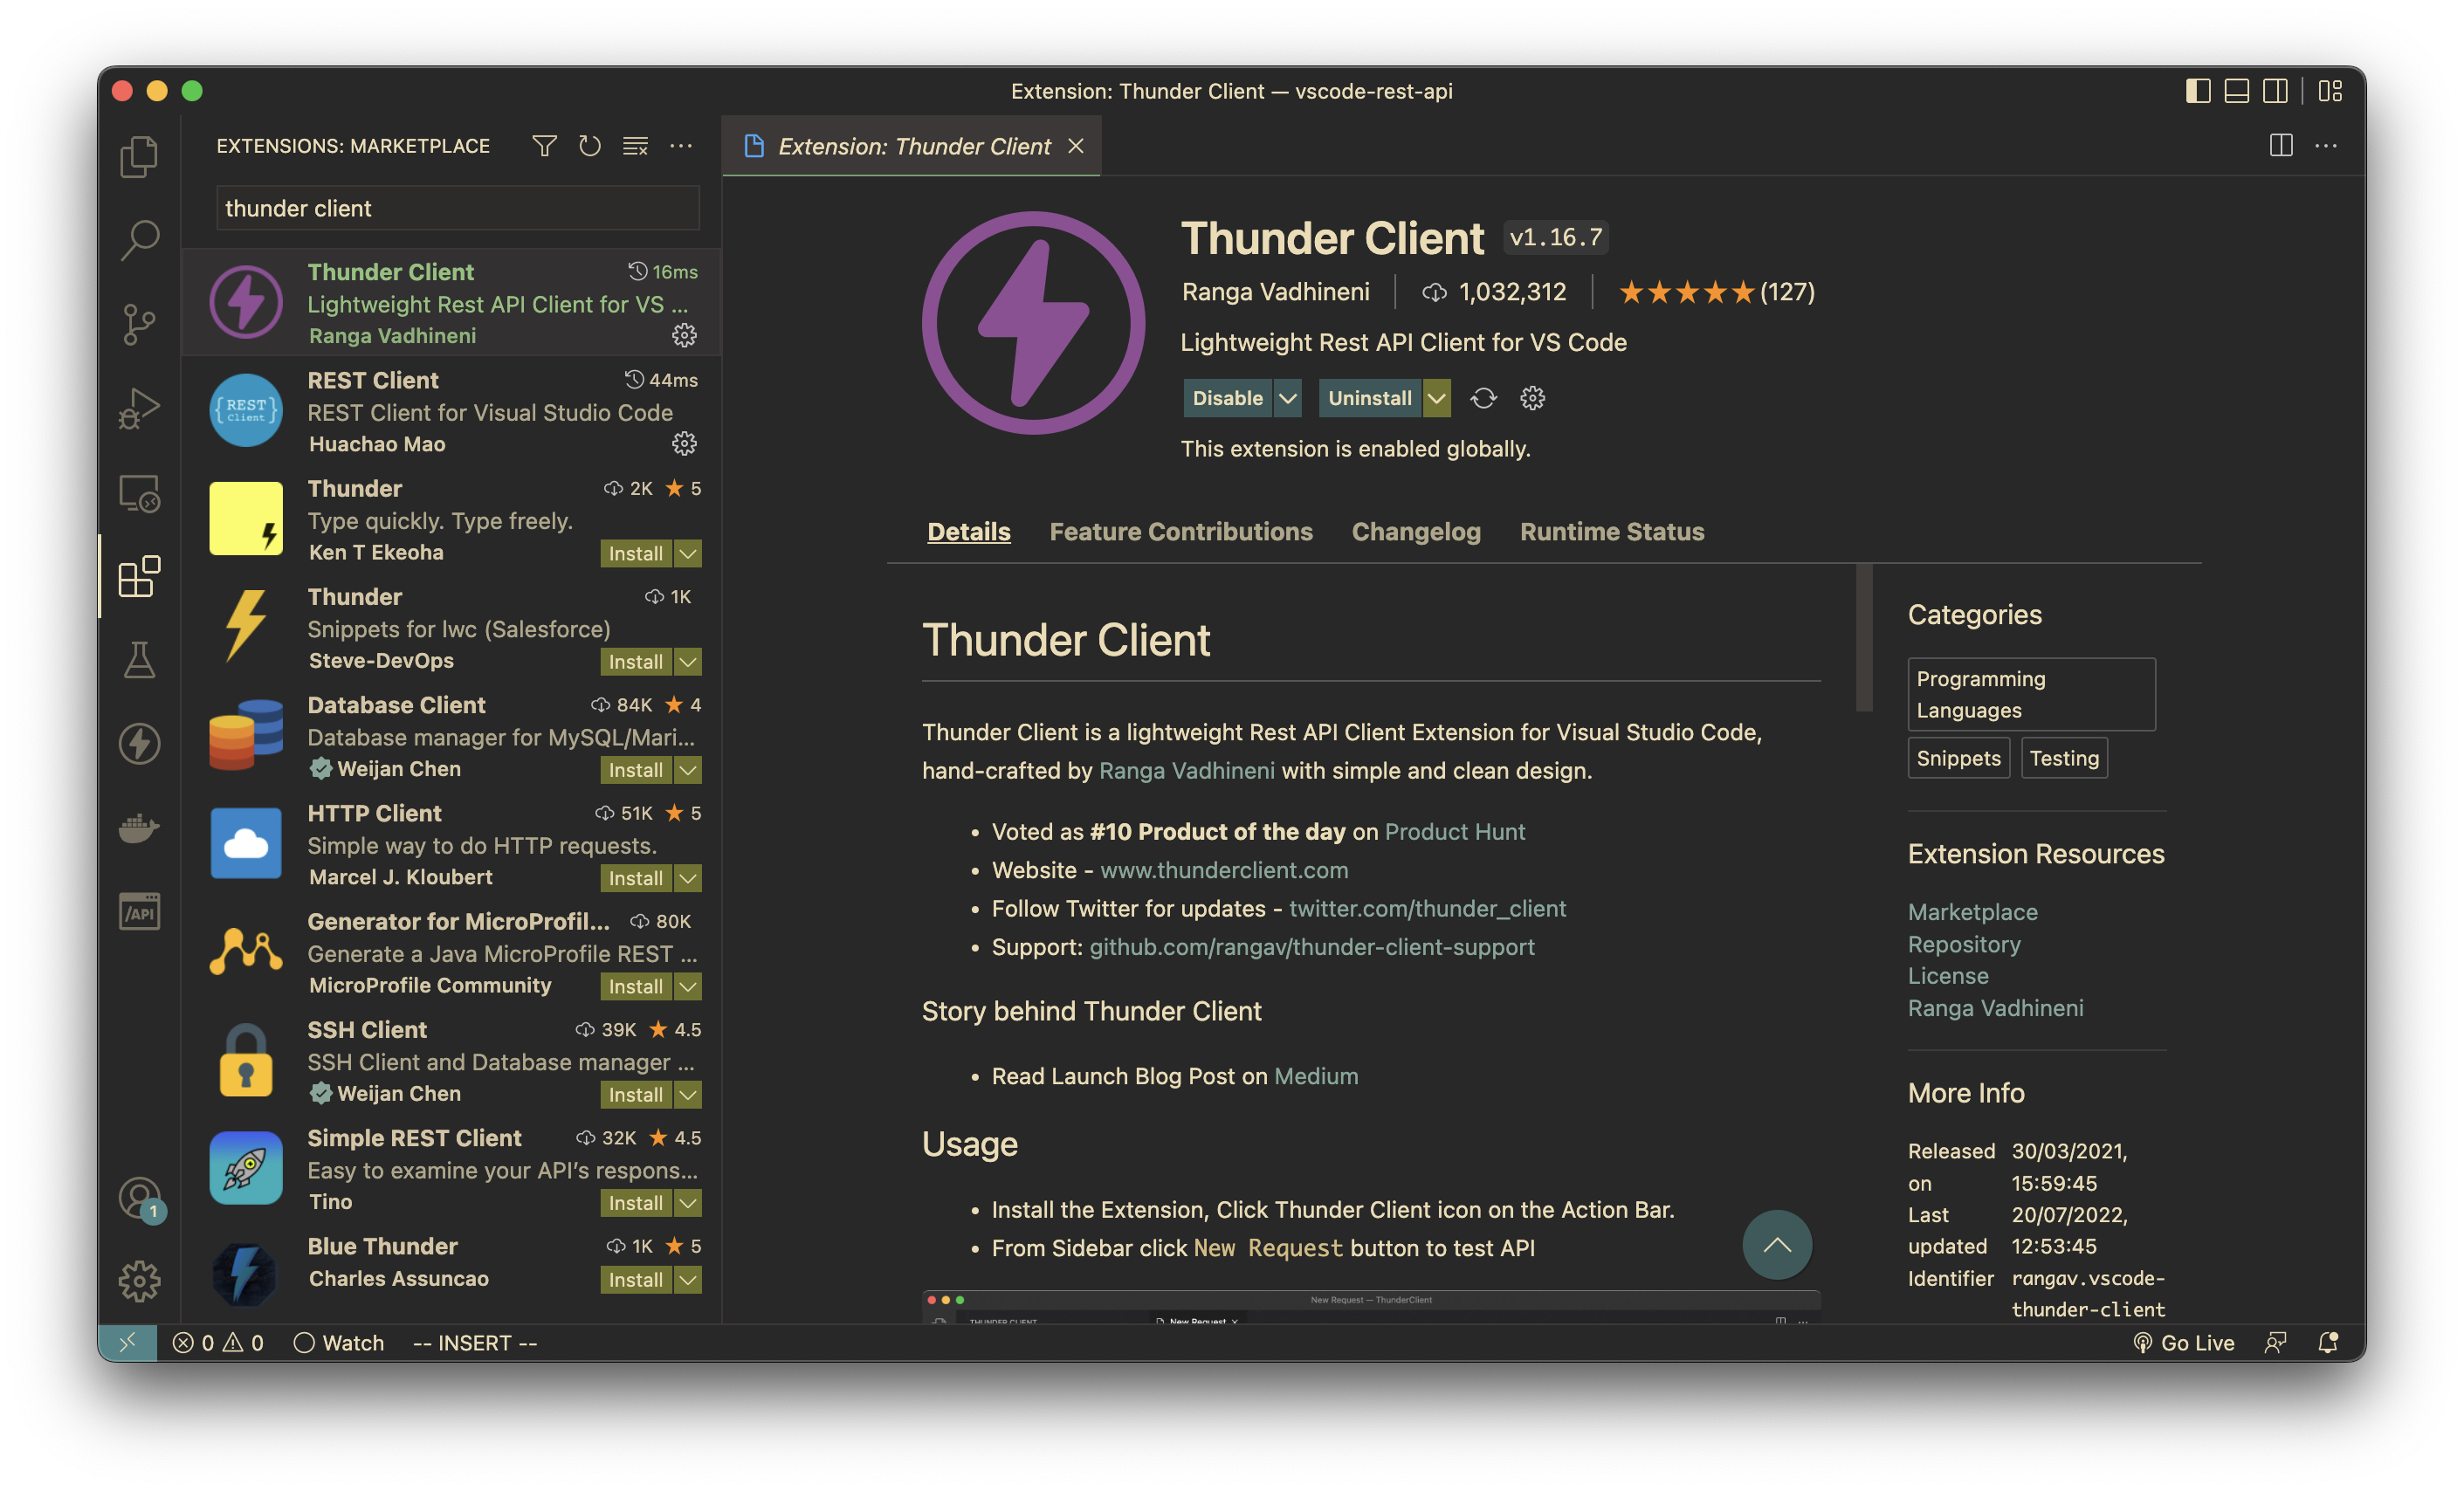 Extension: Thunder Client — vscode-rest-api
EXTENSIONS: MARKETPLACE
thunder client
Thunder Client 16ms
Lightweight Rest API Client for VS ...
Ranga Vadhineni
{REST}
Client
REST Client 44ms
REST Client for Visual Studio Code
Huachao Mao
Thunder 2K ★ 5
Type quickly. Type freely.
Ken T Ekeoha Install
Thunder 1K
Snippets for lwc (Salesforce)
Steve-DevOps Install
Database Client 84K ★ 4
Database manager for MySQL/Mari...
Weijan Chen Install
HTTP Client 51K ★ 5
Simple way to do HTTP requests.
Marcel J. Kloubert Install
Generator for MicroProfil... 80K
Generate a Java MicroProfile REST ...
MicroProfile Community Install
SSH Client 39K ★ 4.5
SSH Client and Database manager ...
Weijan Chen Install
Simple REST Client 32K ★ 4.5
Easy to examine your API's respons...
Tino Install
Blue Thunder 1K ★ 5
Charles Assuncao Install
/API
1
Extension: Thunder Client
Thunder Client v1.16.7
Ranga Vadhineni | 1,032,312 | ★★★★★(127)
Lightweight Rest API Client for VS Code
Disable Uninstall
This extension is enabled globally.
Details Feature Contributions Changelog Runtime Status
Thunder Client
Thunder Client is a lightweight Rest API Client Extension for Visual Studio Code,
hand-crafted by Ranga Vadhineni with simple and clean design.
• Voted as #10 Product of the day on Product Hunt
• Website - www.thunderclient.com
• Follow Twitter for updates - twitter.com/thunder_client
• Support: github.com/rangav/thunder-client-support
Story behind Thunder Client
• Read Launch Blog Post on Medium
Usage
• Install the Extension, Click Thunder Client icon on the Action Bar.
• From Sidebar click New Request button to test API
New Request — ThunderClient
THUNDER CLIENT New Request
Categories
Programming
Languages
Snippets Testing
Extension Resources
Marketplace
Repository
License
Ranga Vadhineni
More Info
Released 30/03/2021,
on 15:59:45
Last 20/07/2022,
updated 12:53:45
Identifier rangav.vscode-
thunder-client
0 0 Watch -- INSERT -- Go Live